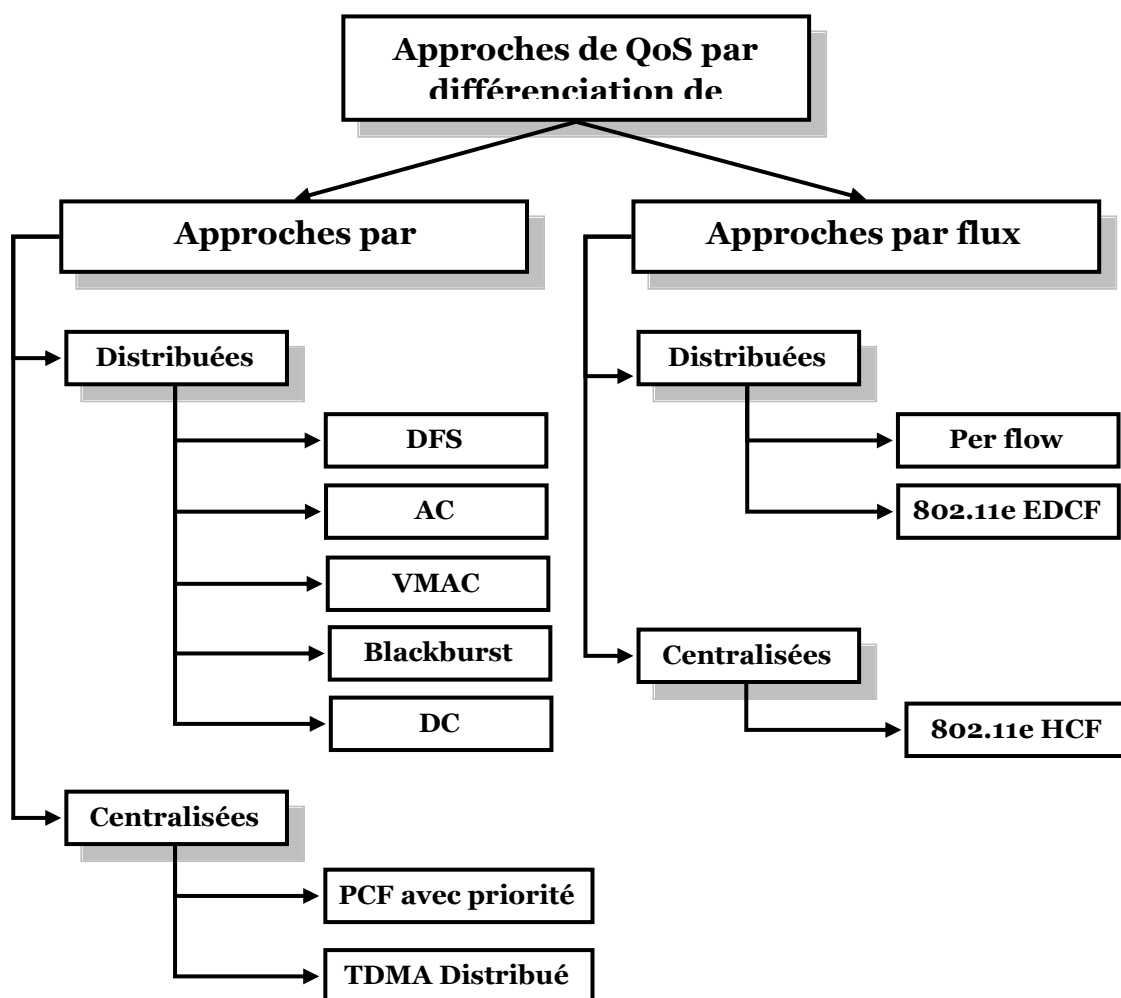 Approches de QoS par
différenciation de
Approches par
Approches par flux
Distribuées
DFS
AC
VMAC
Blackburst
DC
Centralisées
PCF avec priorité
TDMA Distribué
Distribuées
Per flow
802.11e EDCF
Centralisées
802.11e HCF